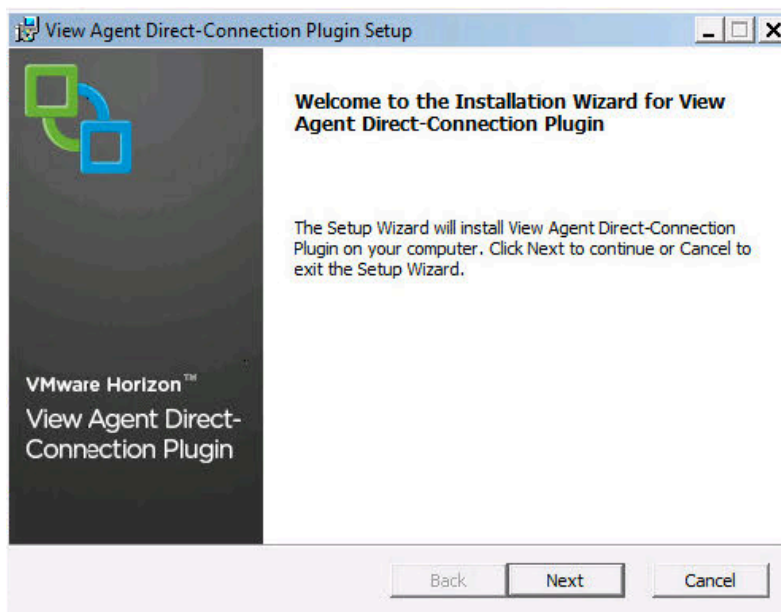 View Agent Direct-Connection Plugin Setup
Welcome to the Installation Wizard for View
Agent Direct-Connection Plugin
The Setup Wizard will install View Agent Direct-Connection
Plugin on your computer. Click Next to continue or Cancel to
exit the Setup Wizard.
VMware Horizon™
View Agent Direct-
Connection Plugin
Back
Next
Cancel